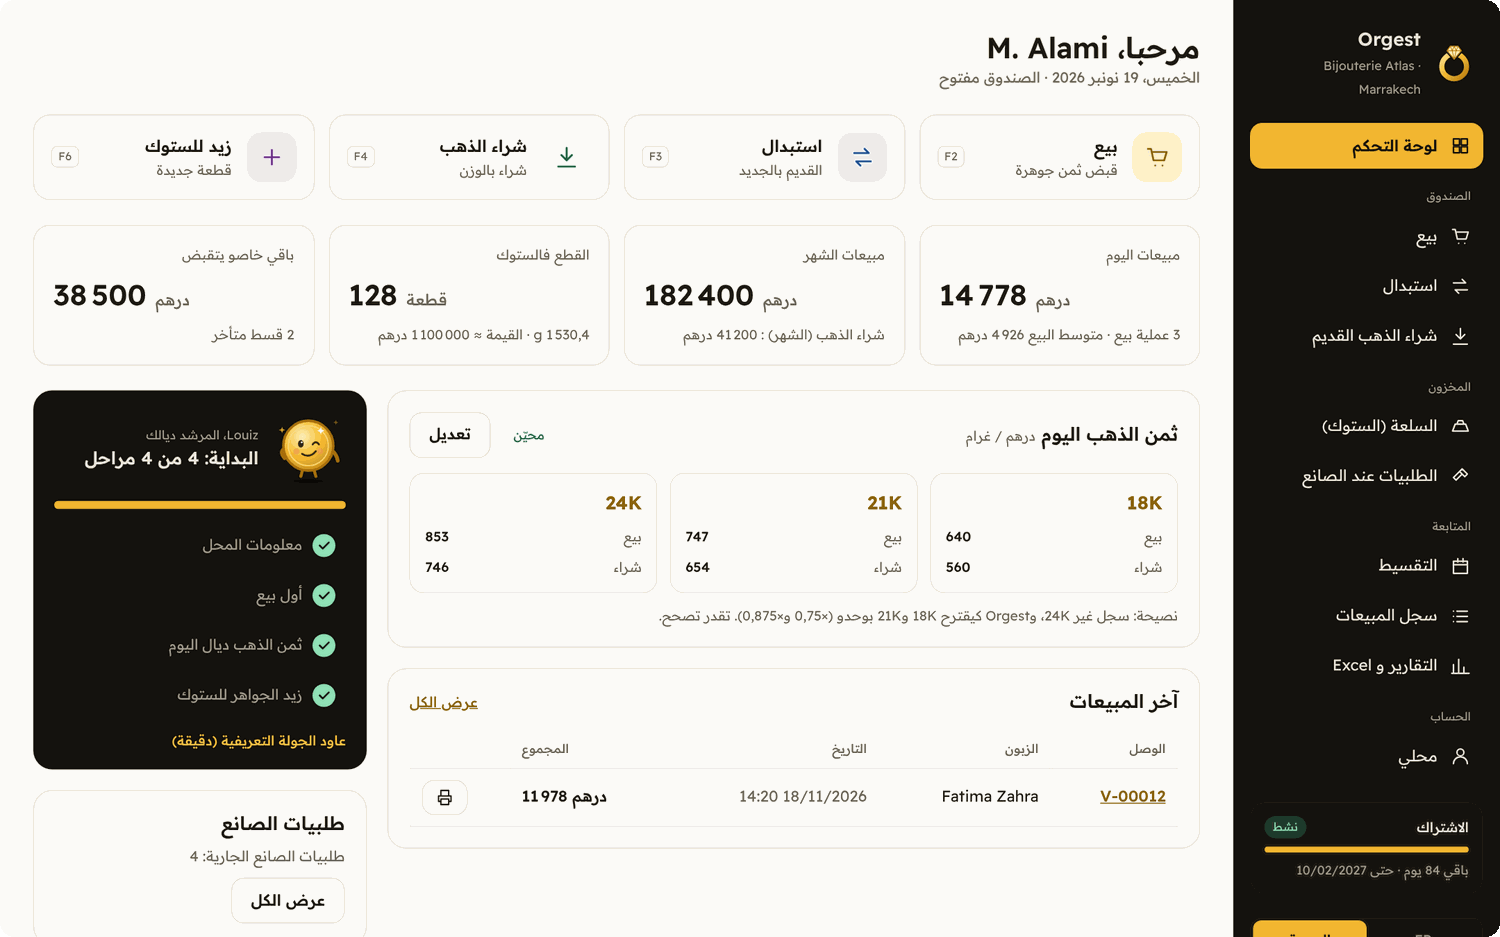 Orgest
Bijouterie Atlas ·
Marrakech
لوحة التحكم
الصندوق
بيع
استبدال
شراء الذهب القديم
المخزون
السلعة (الستوك)
الطلبيات عند الصانع
المتابعة
التقسيط
سجل المبيعات
التقارير و Excel
الحساب
محلي
الاشتراك
نشط
باقي 84 يوم · حتى 10/02/2027
مرحبا، M. Alami
الخميس، 19 نونبر 2026 · الصندوق مفتوح
بيع
قبض ثمن جوهرة
F2
استبدال
القديم بالجديد
F3
شراء الذهب
شراء بالوزن
F4
زيد للستوك
قطعة جديدة
F6
مبيعات اليوم
14 778 درهم
3 عملية بيع · متوسط البيع 4 926 درهم
مبيعات الشهر
182 400 درهم
شراء الذهب (الشهر) : 41 200 درهم
القطع فالستوك
128 قطعة
1 530,4 g · القيمة ≈ 1 100 000 درهم
باقي خاصو يتقبض
38 500 درهم
2 قسط متأخر
ثمن الذهب اليوم درهم / غرام
محيّن
تعديل
18K
بيع 640
شراء 560
21K
بيع 747
شراء 654
24K
بيع 853
شراء 746
نصيحة: سجل غير 24K، وOrgest كيقترح 18K و21K بوحدو (×0,75 و×0,875). تقدر تصحح.
آخر المبيعات
عرض الكل
الوصل الزبون التاريخ المجموع
V-00012 Fatima Zahra 18/11/2026 14:20 11 978 درهم
Louiz، المرشد ديالك
البداية: 4 من 4 مراحل
معلومات المحل
أول بيع
ثمن الذهب ديال اليوم
زيد الجواهر للستوك
عاود الجولة التعريفية (دقيقة)
طلبيات الصانع
طلبيات الصانع الجارية: 4
عرض الكل